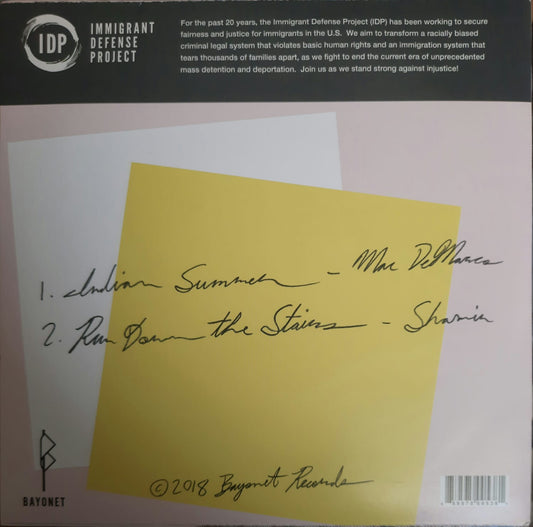 IDP
IMMIGRANT
DEFENSE
PROJECT
For the past 20 years, the Immigrant Defense Project (IDP) has been working to secure
fairness and justice for immigrants in the U.S. We aim to transform a racially biased
criminal legal system that violates basic human rights and an immigration system that
tears thousands of families apart, as we fight to end the current era of unprecedented
mass detention and deportation. Join us as we stand strong against injustice!
1. Indian Summer - Mac DeMarco
2. Run Down the Stairs - Shamir
BAYONET
©2018 Bayonet Records